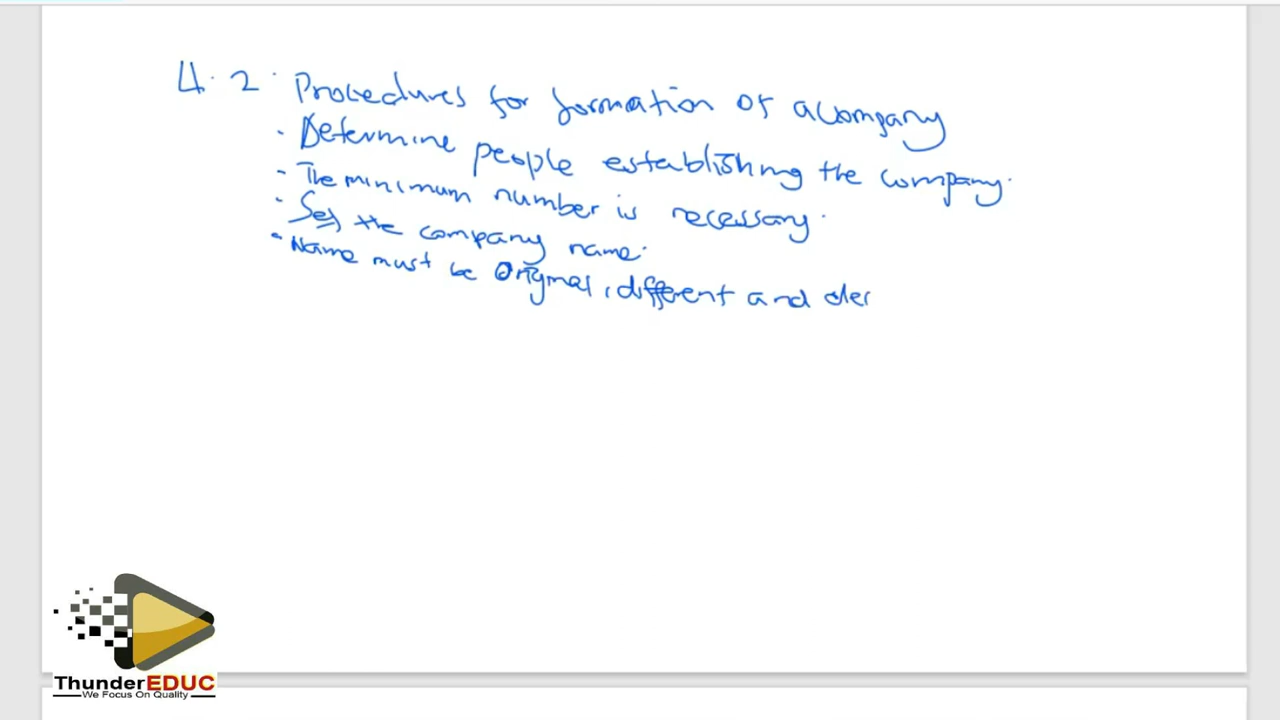 4.2. Procedures for formation of a Company
- Determine people establishing the company.
- The minimum number is necessary.
- Set the company name.
- Name must be Original, different and
ThunderEDUC
We Focus On Quality